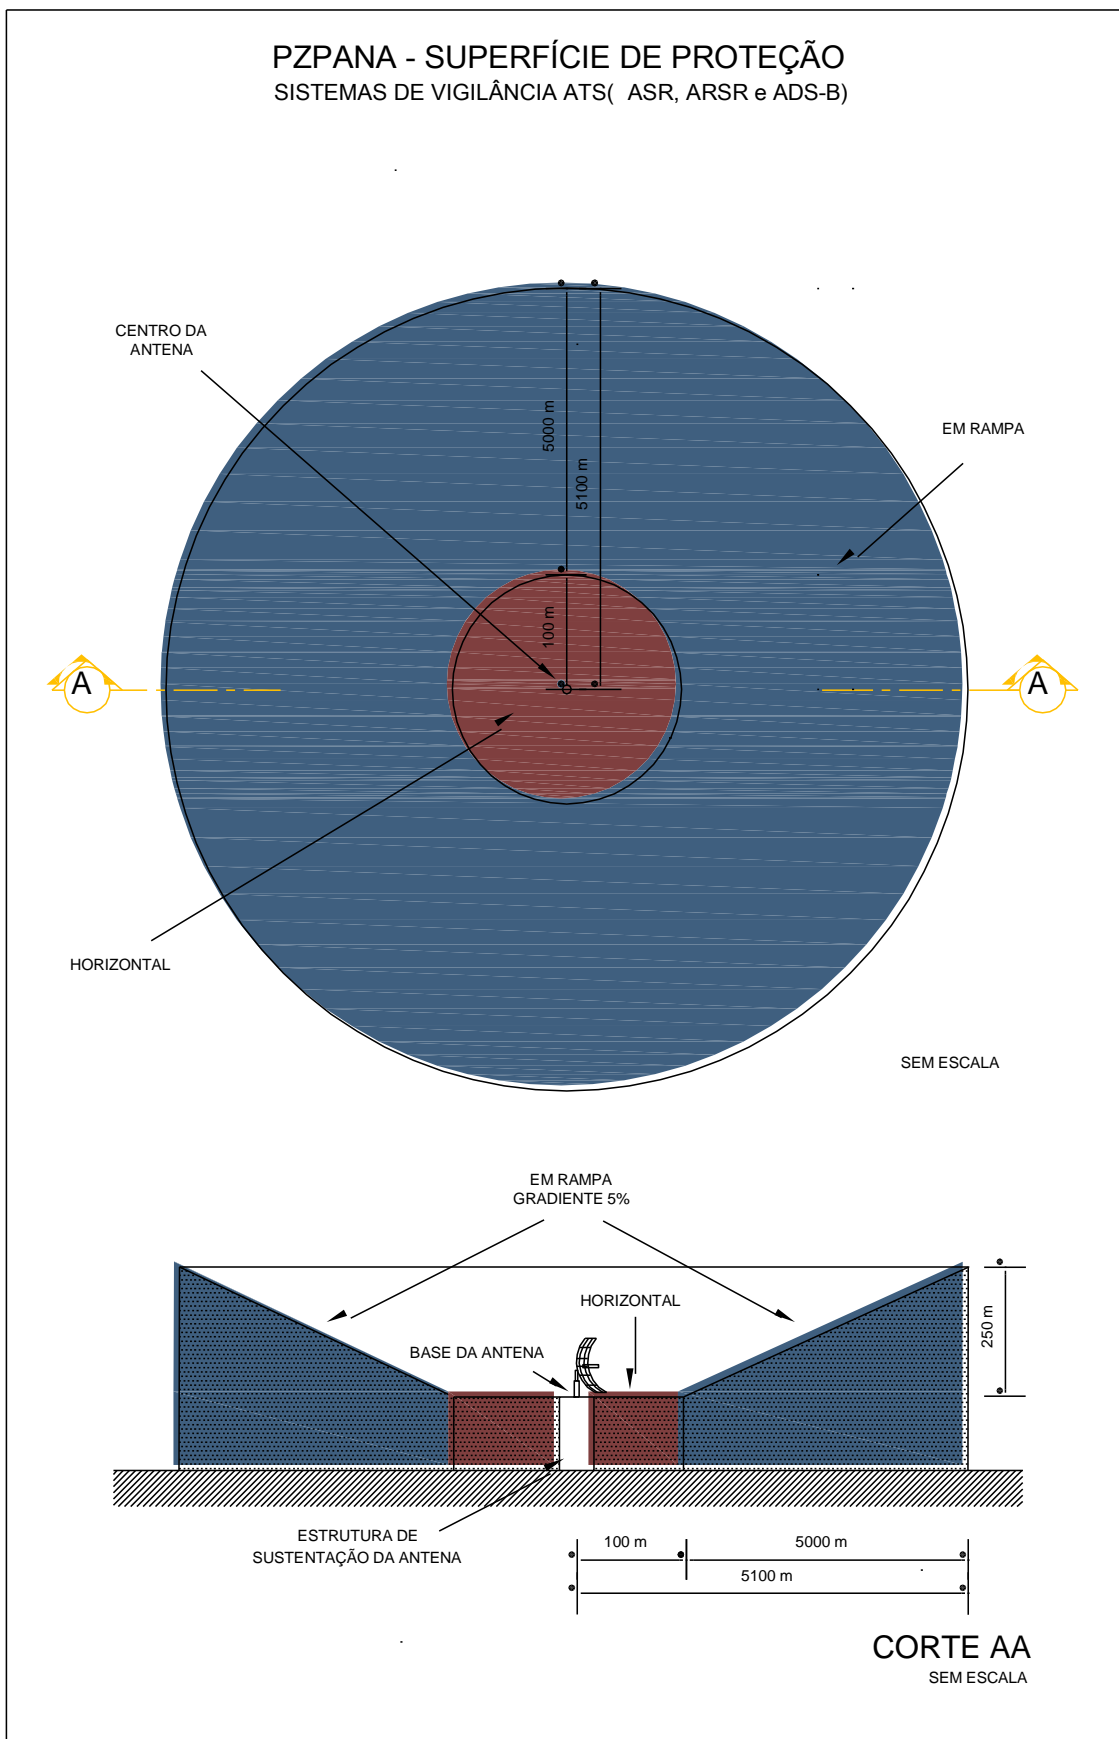 PZPANA - SUPERFÍCIE DE PROTEÇÃO
SISTEMAS DE VIGILÂNCIA ATS( ASR, ARSR e ADS-B)
CENTRO DA
ANTENA
EM RAMPA
5000 m
5100 m
100 m
A
A
HORIZONTAL
SEM ESCALA
EM RAMPA
GRADIENTE 5%
HORIZONTAL
BASE DA ANTENA
250 m
ESTRUTURA DE
SUSTENTAÇÃO DA ANTENA
100 m
5000 m
5100 m
CORTE AA
SEM ESCALA